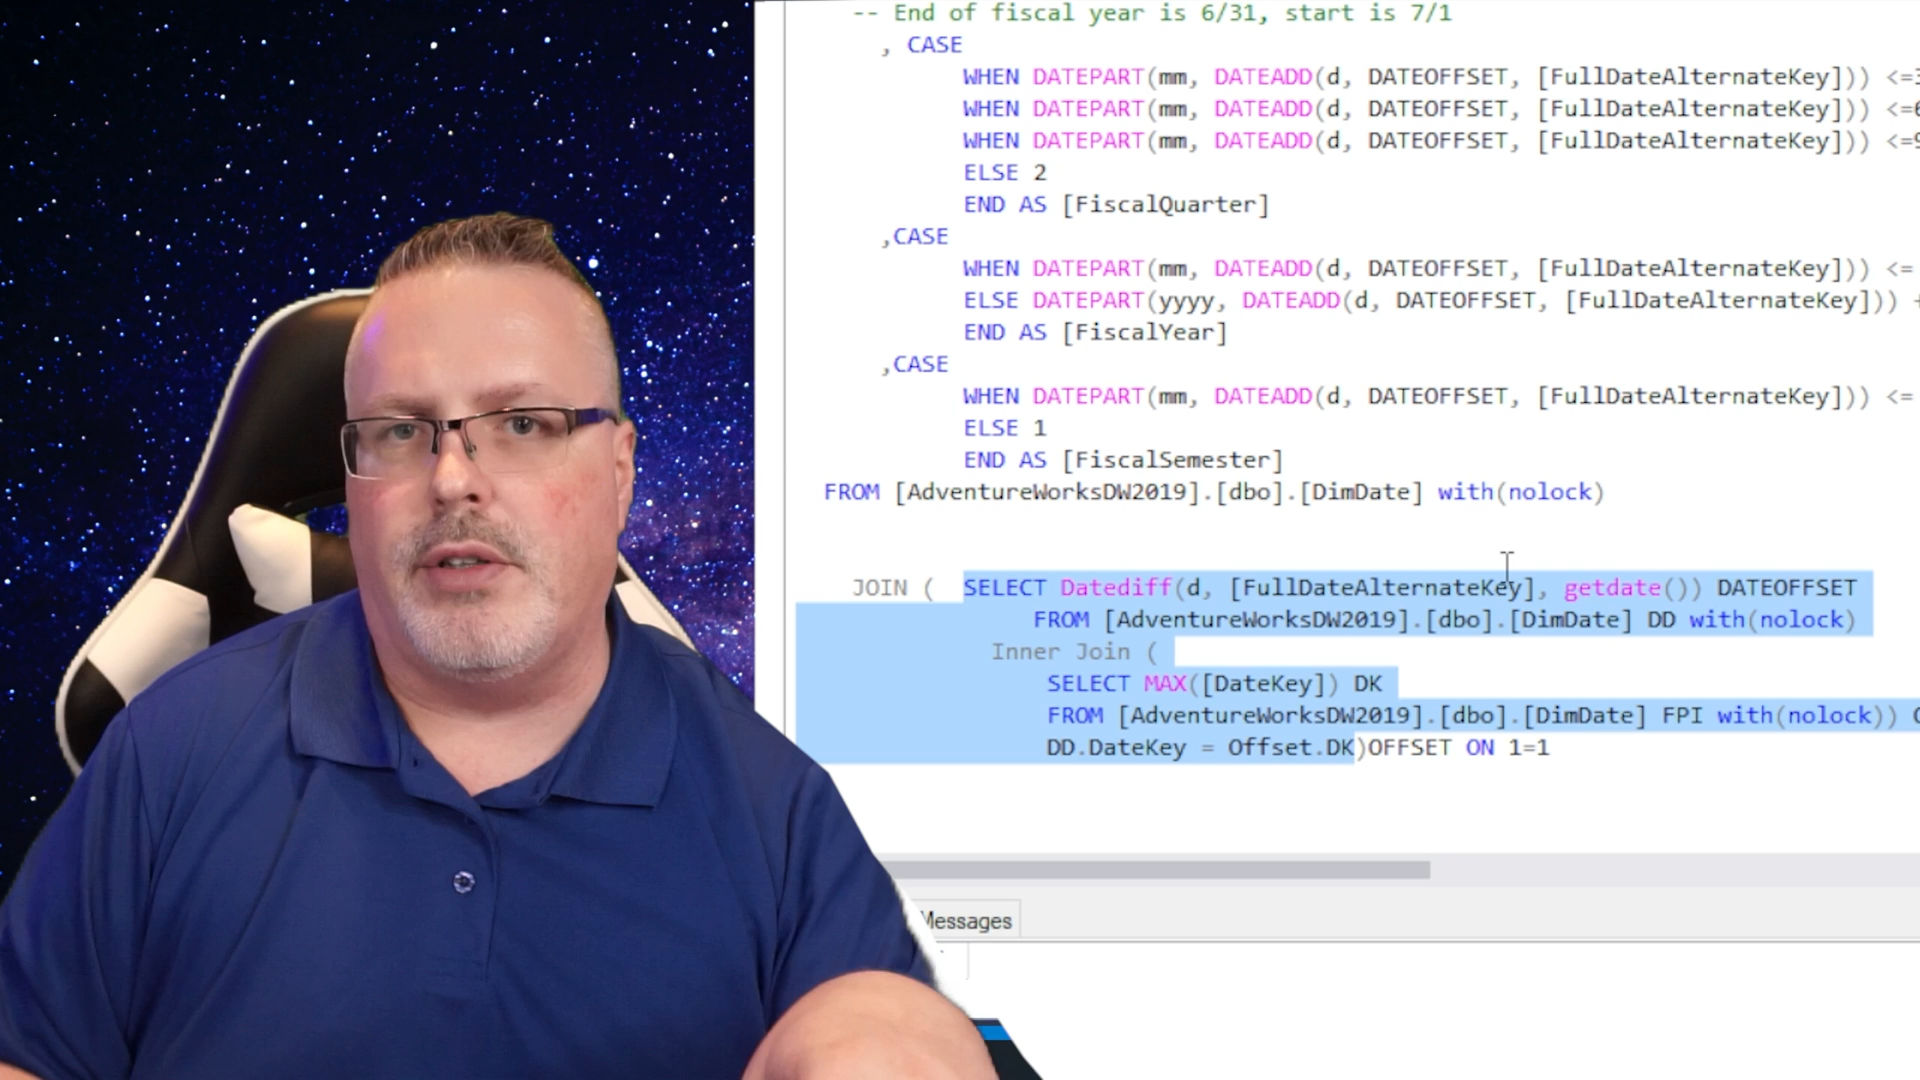 -- End of fiscal year is 6/31, start is 7/1
, CASE
WHEN DATEPART(mm, DATEADD(d, DATEOFFSET, [FullDateAlternateKey])) <=3
WHEN DATEPART(mm, DATEADD(d, DATEOFFSET, [FullDateAlternateKey])) <=6
WHEN DATEPART(mm, DATEADD(d, DATEOFFSET, [FullDateAlternateKey])) <=9
ELSE 2
END AS [FiscalQuarter]
,CASE
WHEN DATEPART(mm, DATEADD(d, DATEOFFSET, [FullDateAlternateKey])) <=
ELSE DATEPART(yyyy, DATEADD(d, DATEOFFSET, [FullDateAlternateKey])) +
END AS [FiscalYear]
,CASE
WHEN DATEPART(mm, DATEADD(d, DATEOFFSET, [FullDateAlternateKey])) <=
ELSE 1
END AS [FiscalSemester]
FROM [AdventureWorksDW2019].[dbo].[DimDate] with(nolock)
JOIN ( SELECT Datediff(d, [FullDateAlternateKey], getdate()) DATEOFFSET
FROM [AdventureWorksDW2019].[dbo].[DimDate] DD with(nolock)
Inner Join (
SELECT MAX([DateKey]) DK
FROM [AdventureWorksDW2019].[dbo].[DimDate] FPI with(nolock))
DD.DateKey = Offset.DK)OFFSET ON 1=1
Messages